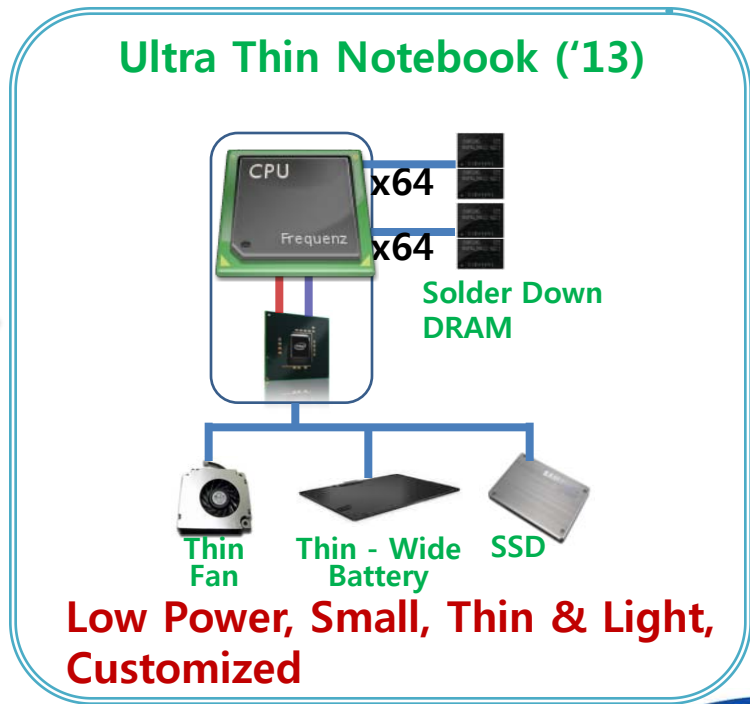 Ultra Thin Notebook (‘13)
CPU
Frequenz
x64
x64
Solder Down
DRAM
Thin
Fan
Thin - Wide
Battery
SSD
Low Power, Small, Thin & Light,
Customized